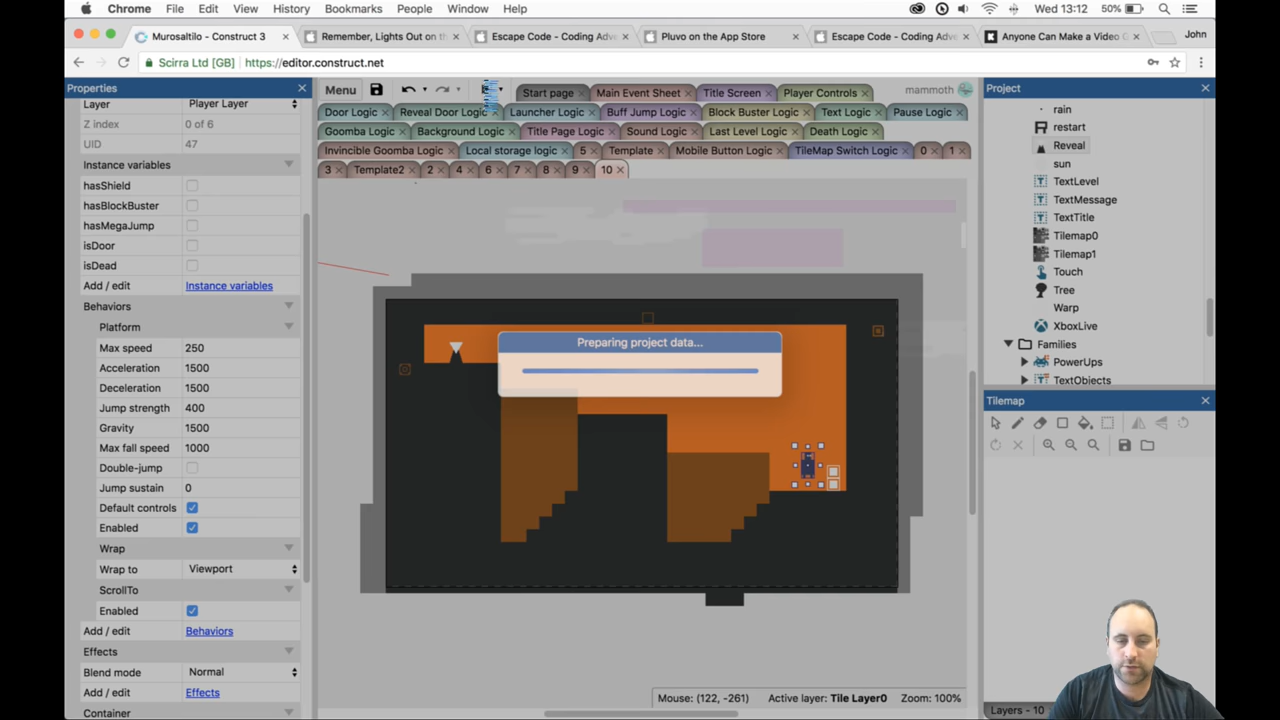 Chrome File Edit View History Bookmarks People Window Help Wed 13:12 50%
Murosaltilo - Construct 3 Remember, Lights Out on th Escape Code - Coding Adve Pluvo on the App Store Escape Code - Coding Adve Anyone Can Make a Video G John
Scirra Ltd [GB] https://editor.construct.net
Properties
Menu Start page Main Event Sheet Title Screen Player Controls mammoth
Project
Layer Player Layer
Door Logic Reveal Door Logic Launcher Logic Buff Jump Logic Block Buster Logic Text Logic Pause Logic
rain
Z index 0 of 6
Goomba Logic Background Logic Title Page Logic Sound Logic Last Level Logic Death Logic
restart
UID 47
Invincible Goomba Logic Local storage logic 5 Template Mobile Button Logic TileMap Switch Logic 0 1
Reveal
Instance variables
3 Template2 2 4 6 7 8 9 10
sun
hasShield
TextLevel
hasBlockBuster
TextMessage
hasMegaJump
TextTitle
isDoor
Tilemap0
isDead
Tilemap1
Add / edit Instance variables
Touch
Behaviors
Tree
Platform
Warp
Max speed 250
XboxLive
Acceleration 1500
Families
Deceleration 1500
PowerUps
Jump strength 400
TextObjects
Gravity 1500
Tilemap
Max fall speed 1000
Double-jump
Jump sustain 0
Default controls
Enabled
Wrap
Wrap to Viewport
ScrollTo
Enabled
Add / edit Behaviors
Effects
Blend mode Normal
Add / edit Effects
Container
Preparing project data...
Mouse: (122, -261) Active layer: Tile Layer0 Zoom: 100%
Layers - 10